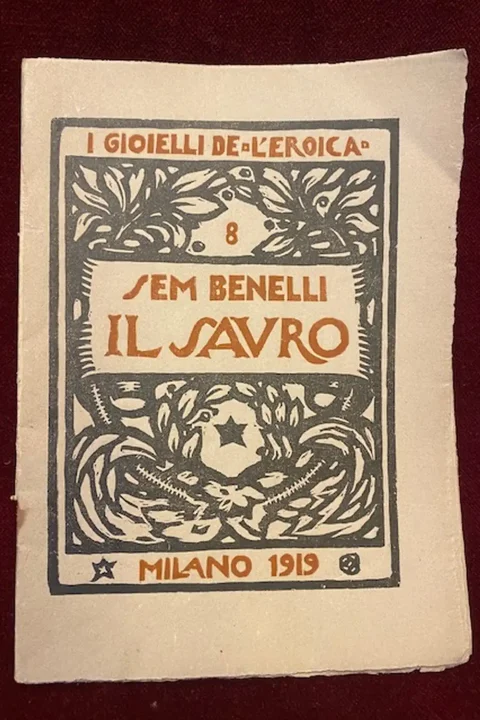 I GIOIELLI DE "L'EROICA"
8
SEM BENELLI
IL SAVRO
MILANO 1919